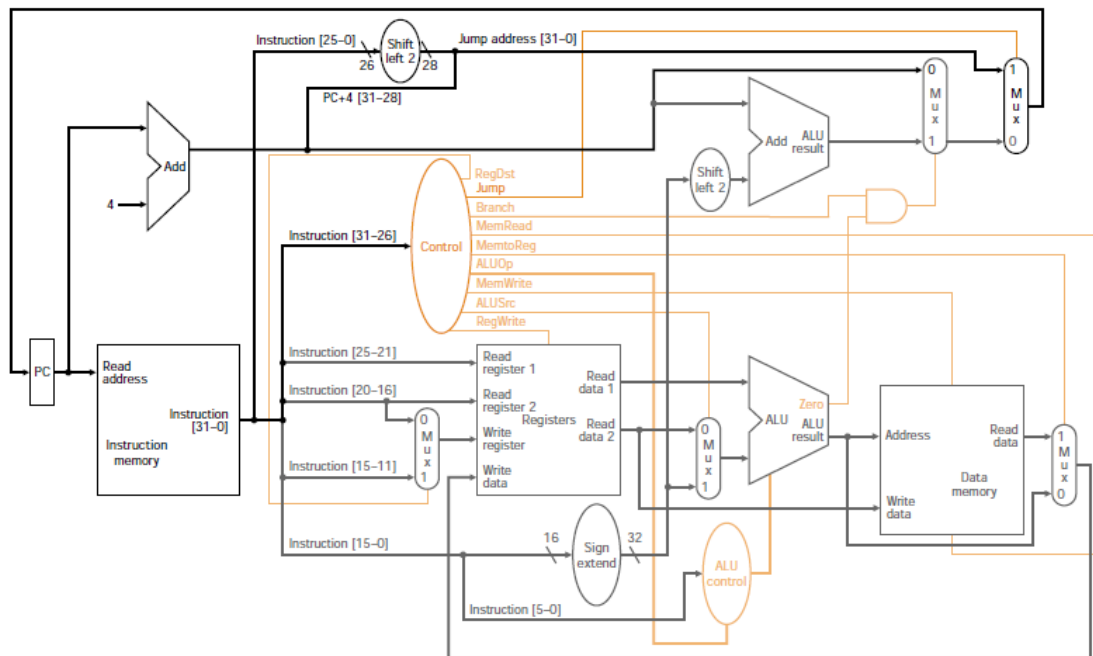 Instruction [25–0]
26
Shift
left 2
28
Jump address [31–0]
PC+4 [31–28]
Add
4
0
M
u
x
1
1
M
u
x
0
Add
ALU
result
Shift
left 2
RegDst
Jump
Branch
MemRead
MemtoReg
ALUOp
MemWrite
ALUSrc
RegWrite
Control
Instruction [31–26]
PC
Read
address
Instruction
[31–0]
Instruction
memory
Instruction [25–21]
Instruction [20–16]
Instruction [15–11]
0
M
u
x
1
Read
register 1
Read
register 2
Write
register
Write
data
Registers
Read
data 1
Read
data 2
0
M
u
x
1
Zero
ALU
ALU
result
Address
Write
data
Read
data
Data
memory
1
M
u
x
0
Instruction [15–0]
16
Sign
extend
32
ALU
control
Instruction [5–0]